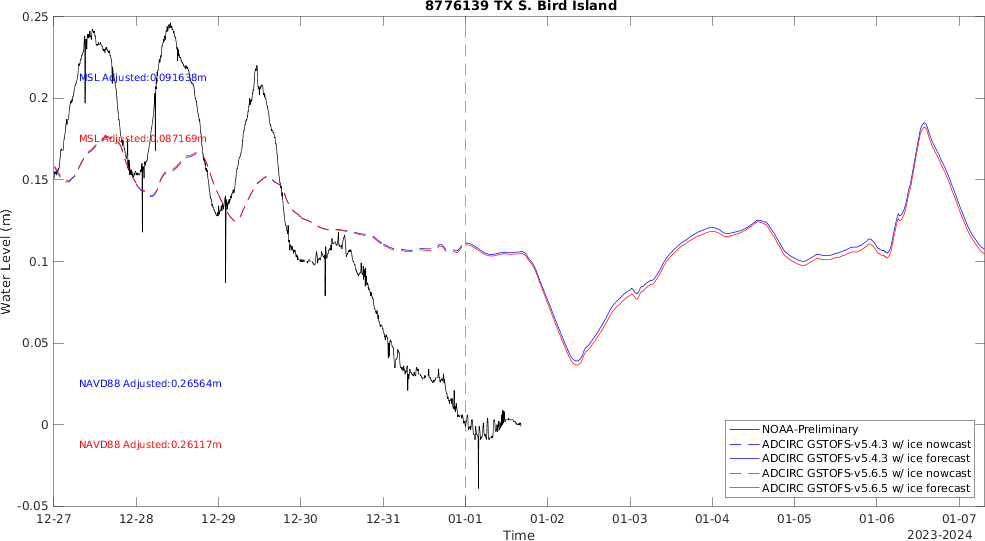 8776139 TX S. Bird Island
Water Level (m)
0.25
0.2
0.15
0.1
0.05
0
-0.05
MSL Adjusted:0.091638m
MSL Adjusted:0.087169m
NAVD88 Adjusted:0.26564m
NAVD88 Adjusted:0.26117m
NOAA-Preliminary
ADCIRC GSTOFS-v5.4.3 w/ ice nowcast
ADCIRC GSTOFS-v5.4.3 w/ ice forecast
ADCIRC GSTOFS-v5.6.5 w/ ice nowcast
ADCIRC GSTOFS-v5.6.5 w/ ice forecast
12-27 12-28 12-29 12-30 12-31 01-01 01-02 01-03 01-04 01-05 01-06 01-07
Time
2023-2024